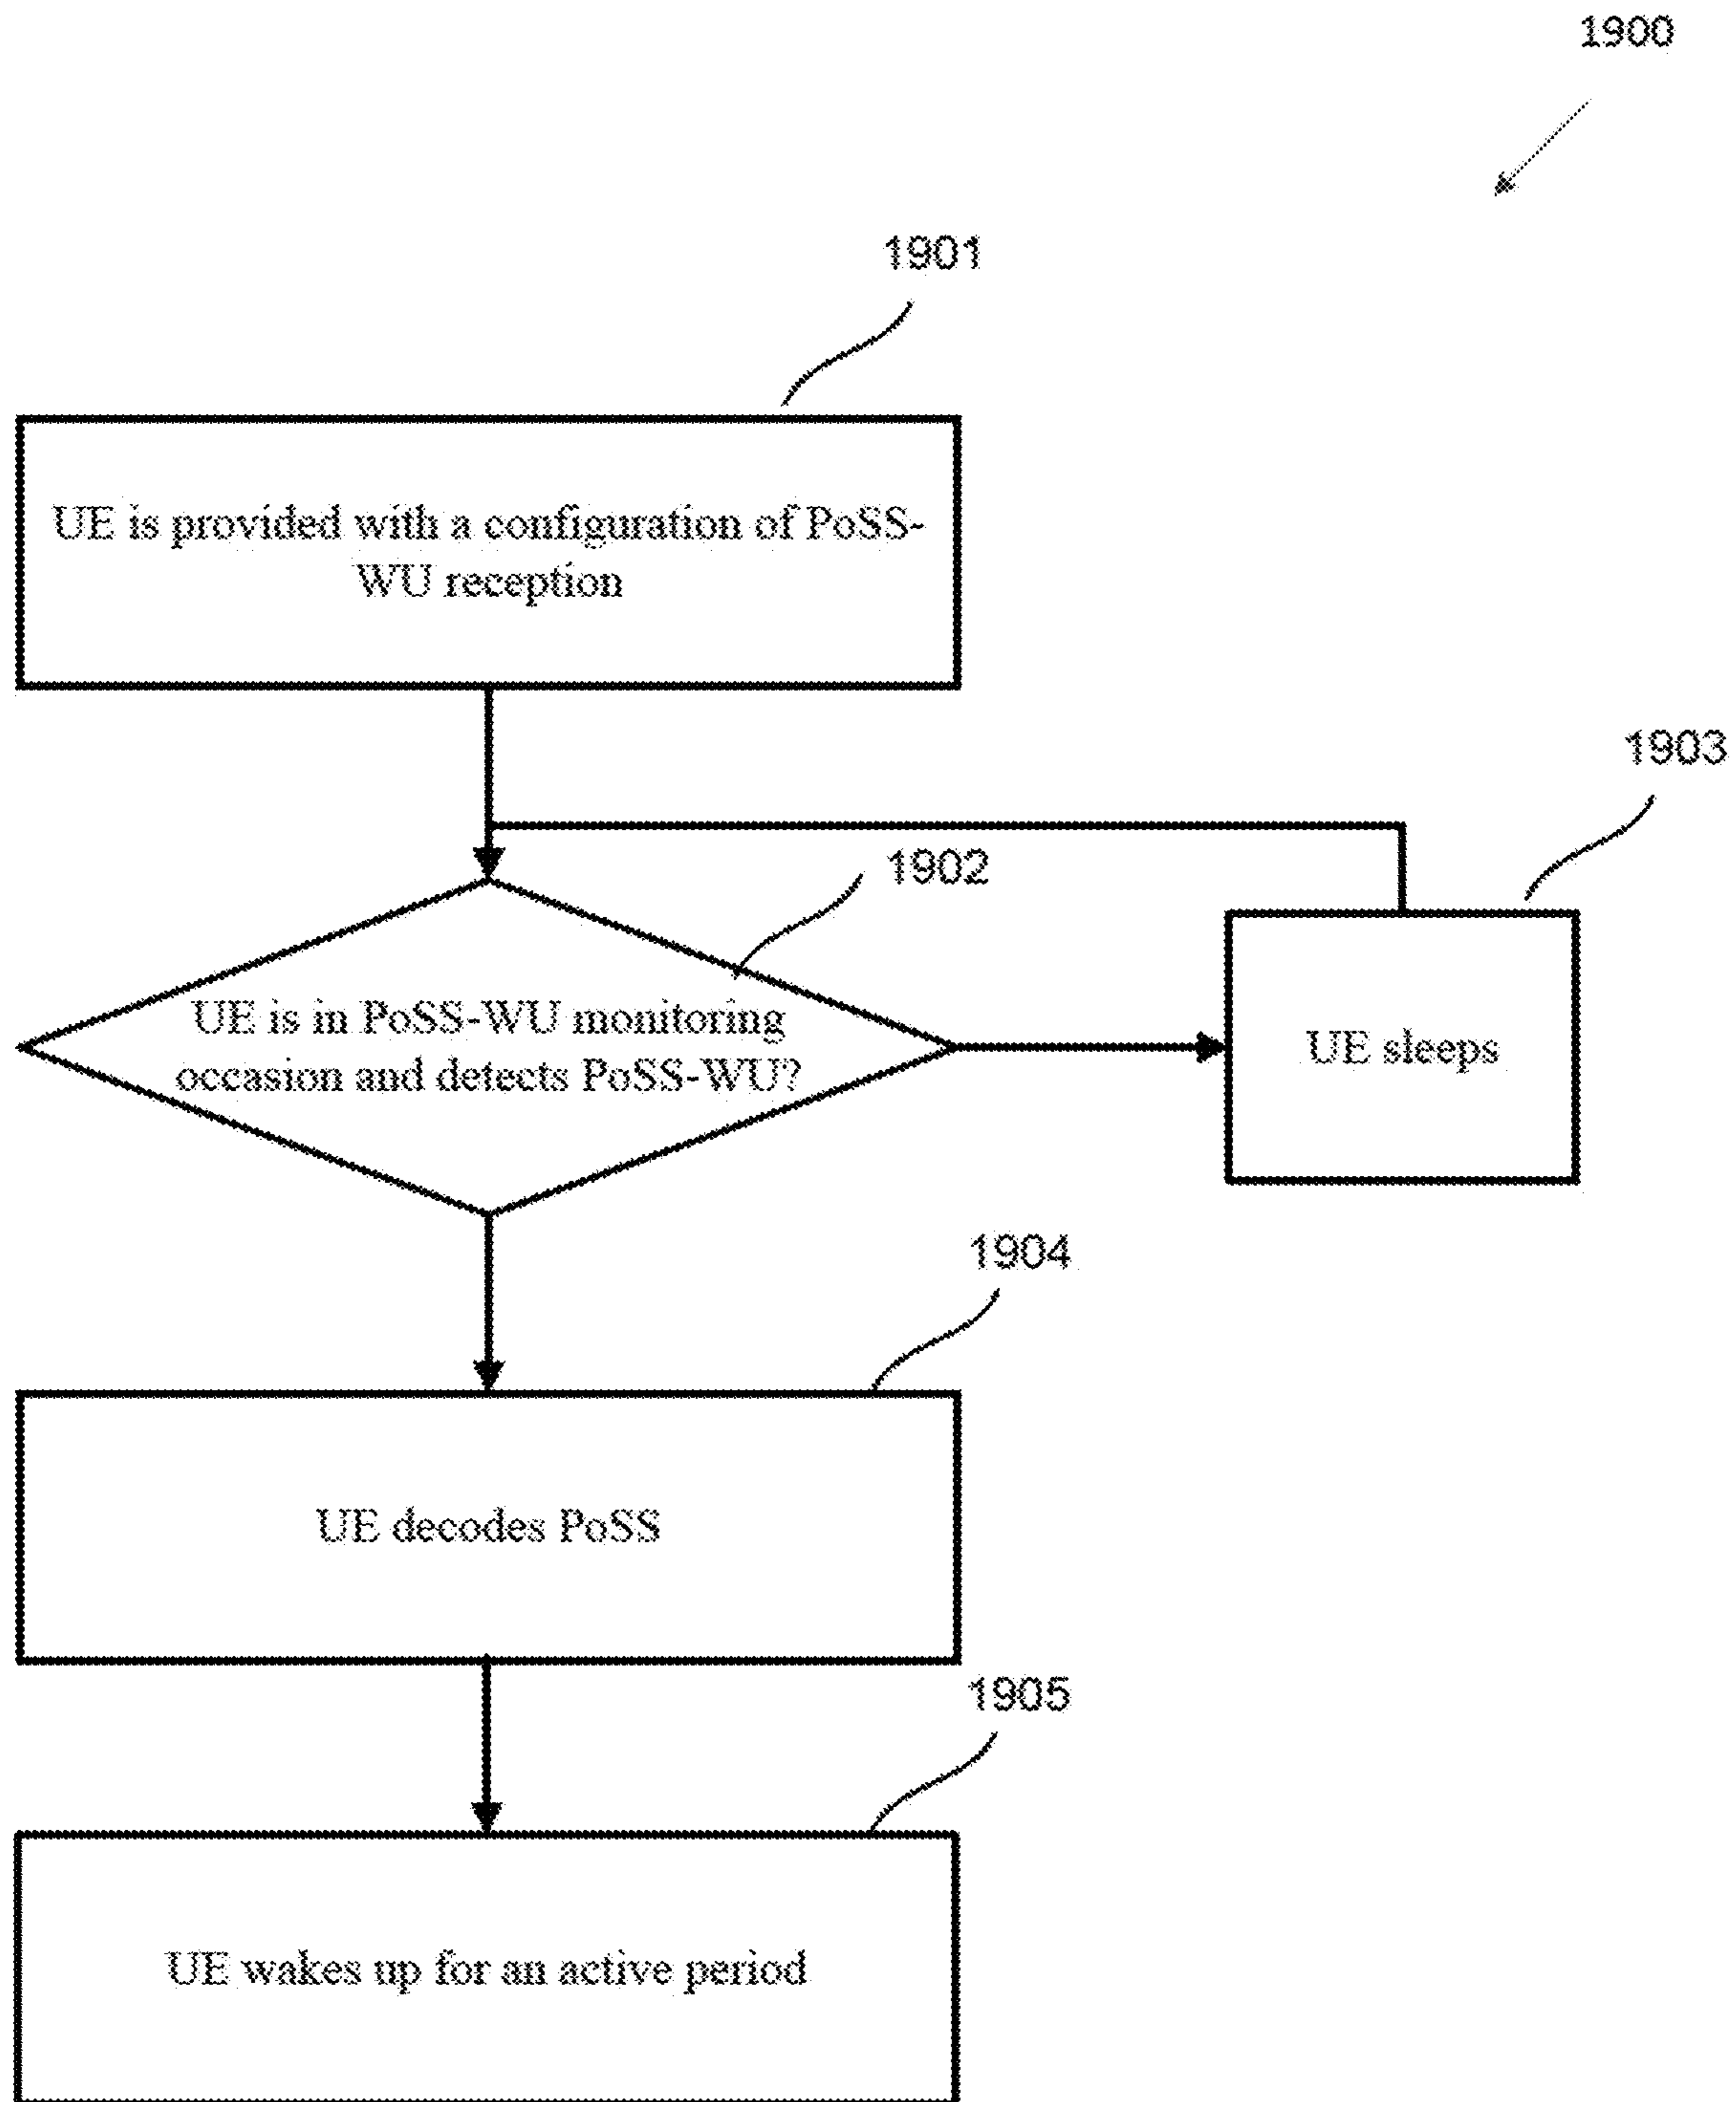 1900
1901
UE is provided with a configuration of PoSS-
WU reception
1903
1902
UE is in PoSS-WU monitoring
occasion and detects PoSS-WU?
UE sleeps
1904
UE decodes PoSS
1905
UE wakes up for an active period